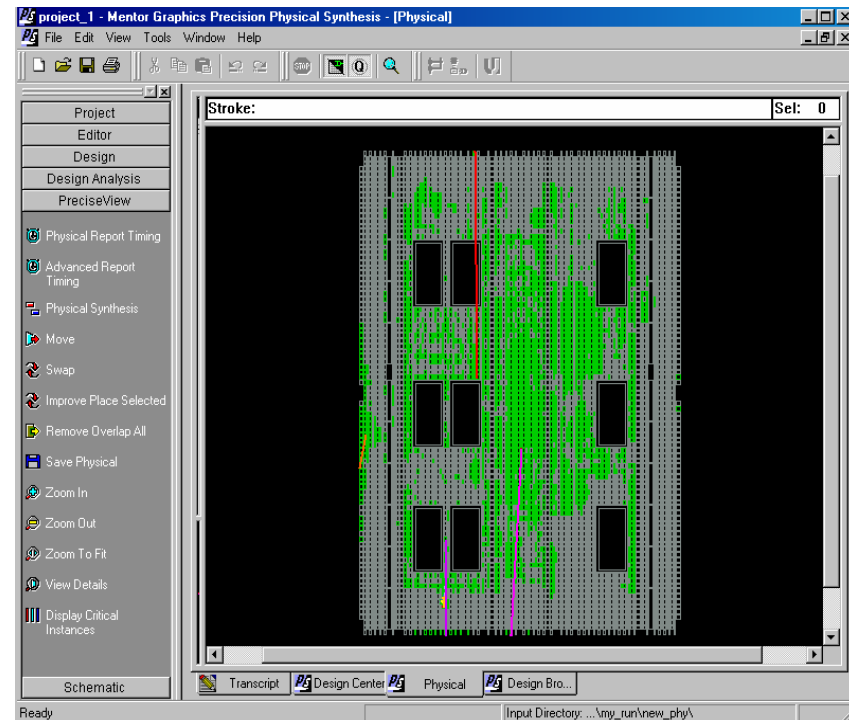 project_1 - Mentor Graphics Precision Physical Synthesis - [Physical]
File Edit View Tools Window Help
STOP Q
Project
Editor
Design
Design Analysis
PreciseView
Physical Report Timing
Advanced Report
Timing
Physical Synthesis
Move
Swap
Improve Place Selected
Remove Overlap All
Save Physical
Zoom In
Zoom Out
Zoom To Fit
View Details
Display Critical
Instances
Schematic
Stroke:
Sel: 0
Transcript Design Center Physical Design Bro...
Ready
Input Directory: ...\my_run\new_phy\